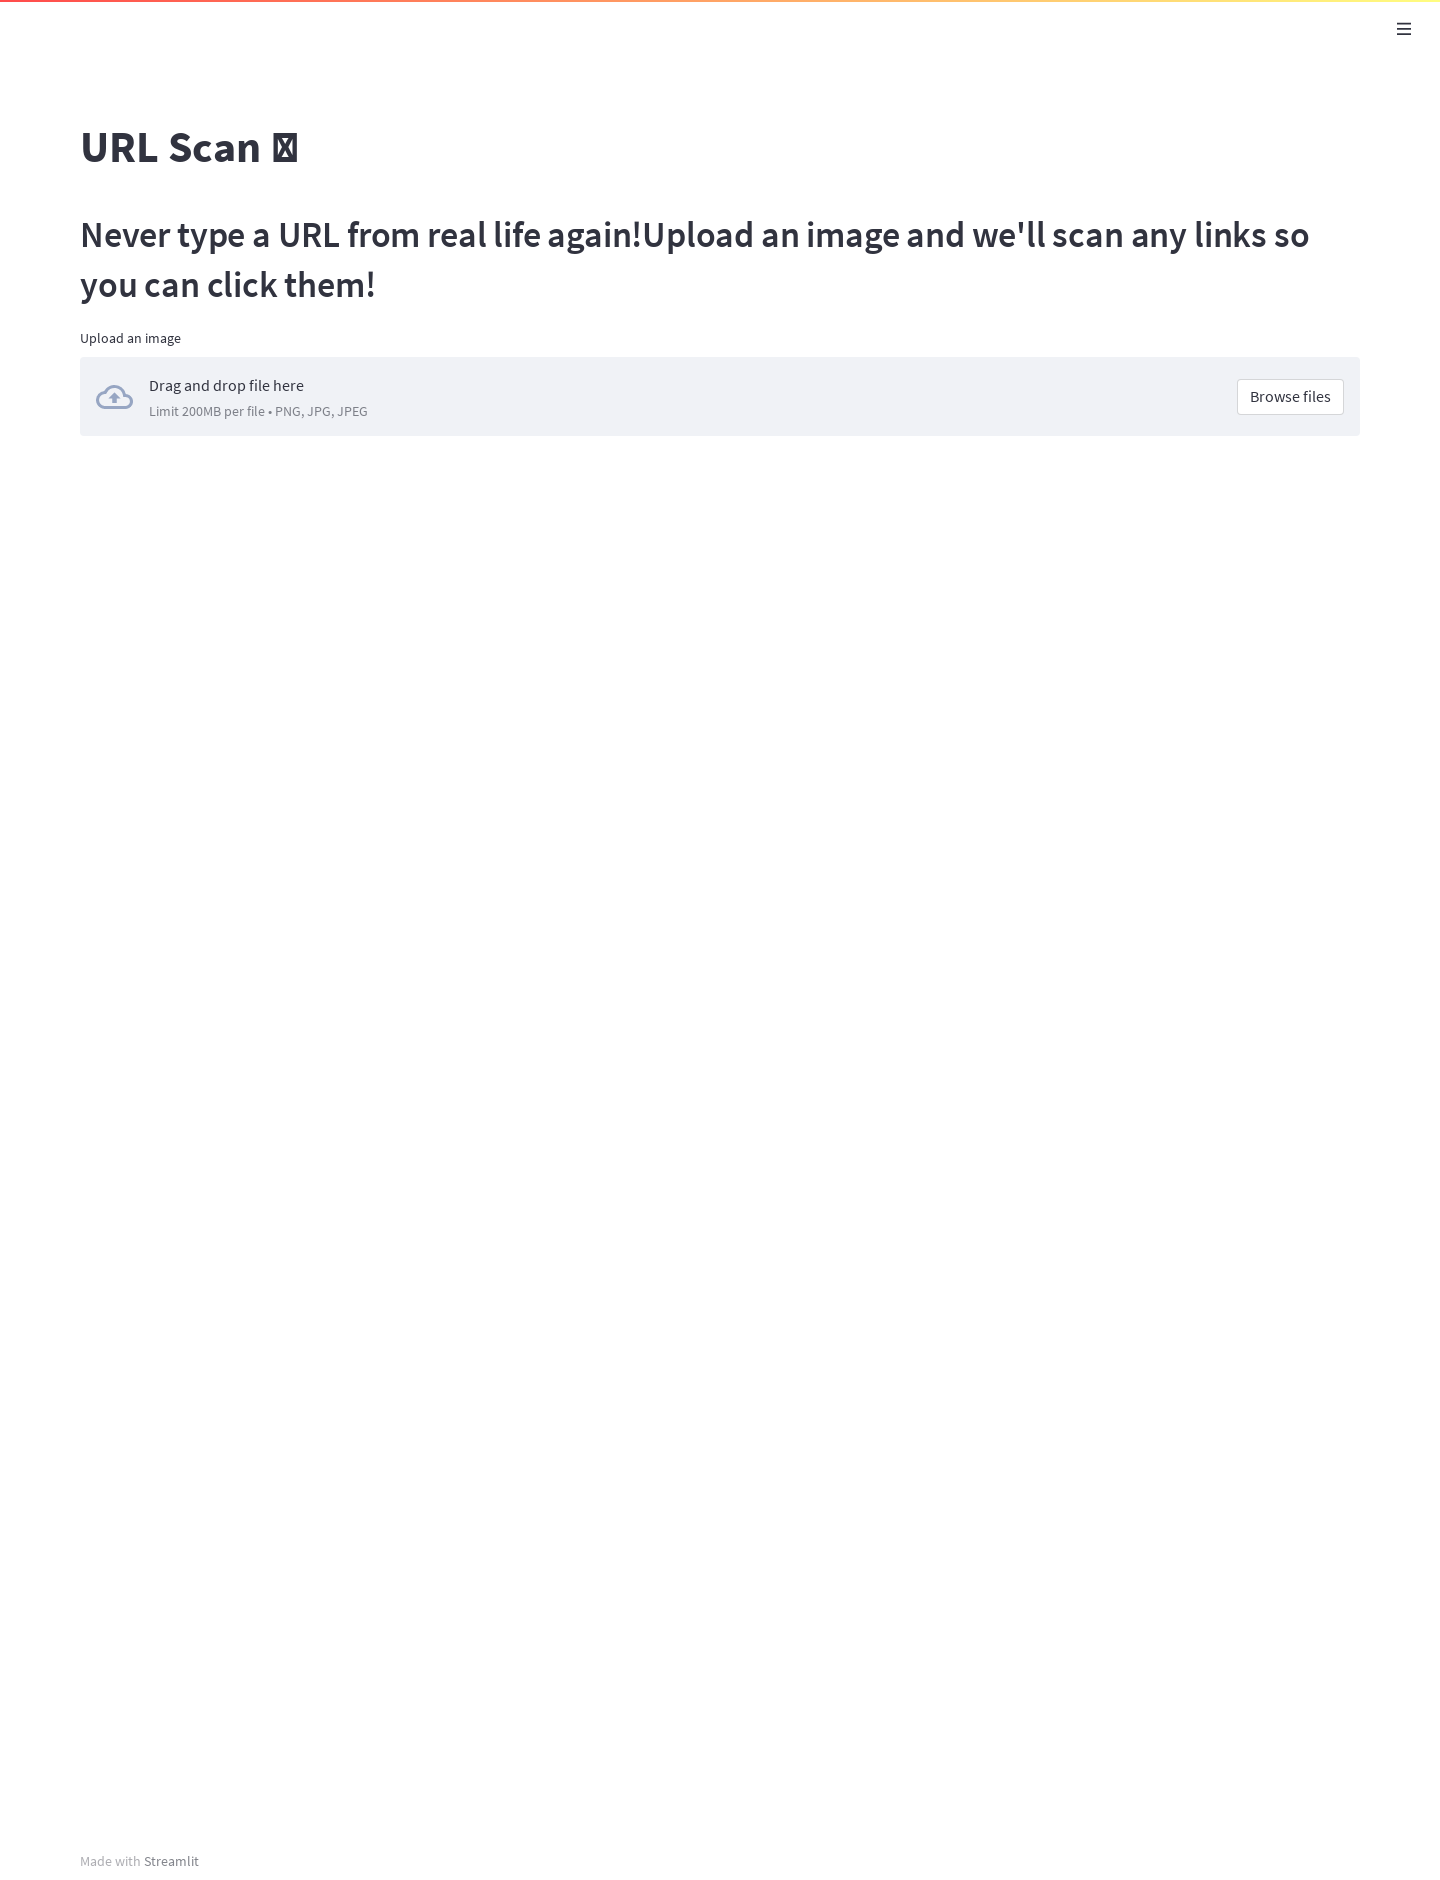 URL Scan
Never type a URL from real life again!Upload an image and we'll scan any links so
you can click them!
Upload an image
Drag and drop file here
Limit 200MB per file • PNG, JPG, JPEG
Browse files
Made with Streamlit